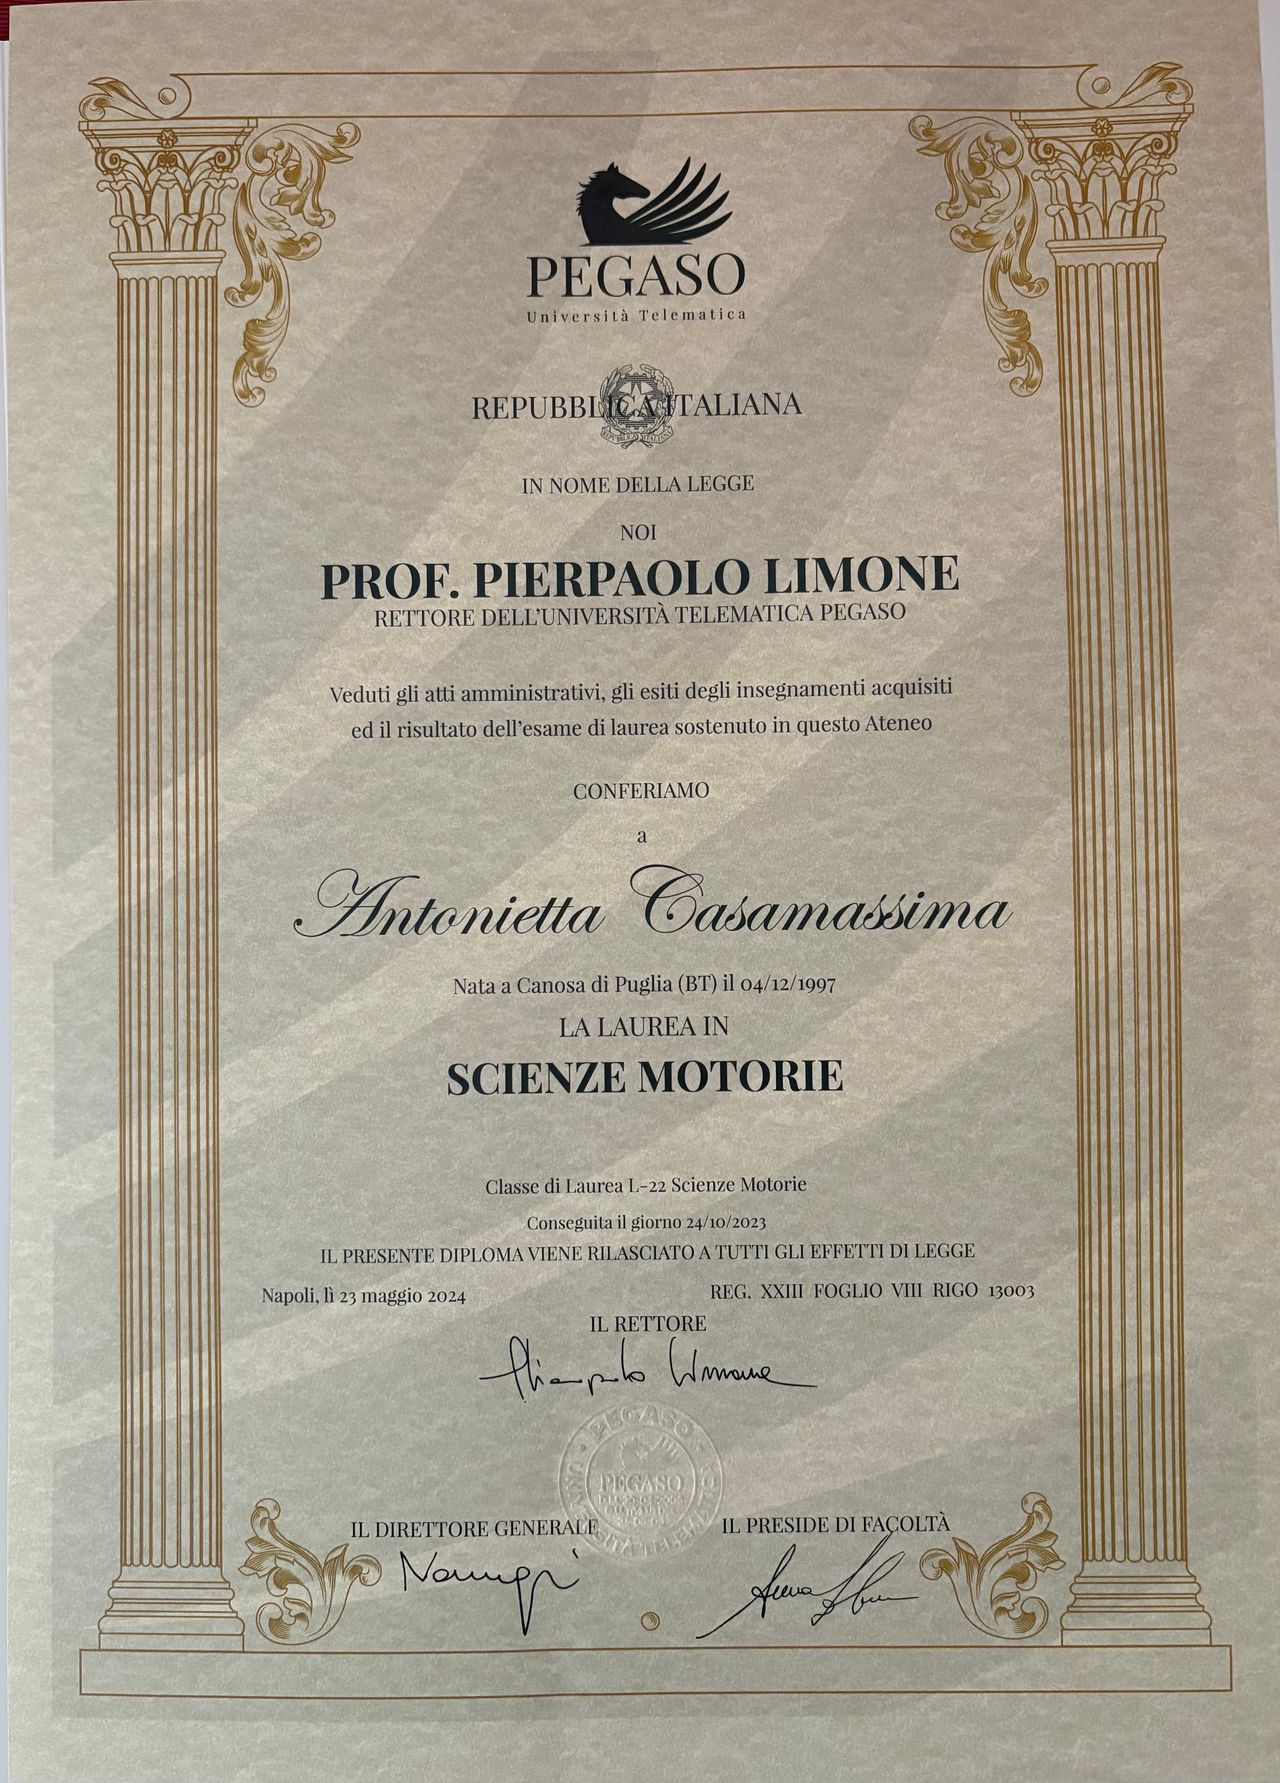 PEGASO
Università Telematica
REPUBBLICA ITALIANA
IN NOME DELLA LEGGE
NOI
PROF. PIERPAOLO LIMONE
RETTORE DELL'UNIVERSITÀ TELEMATICA PEGASO
Veduti gli atti amministrativi, gli esiti degli insegnamenti acquisiti
ed il risultato dell'esame di laurea sostenuto in questo Ateneo
CONFERIAMO
a
Antonietta Casamassima
Nata a Canosa di Puglia (BT) il 04/12/1997
LA LAUREA IN
SCIENZE MOTORIE
Classe di Laurea L-22 Scienze Motorie
Conseguita il giorno 24/10/2023
IL PRESENTE DIPLOMA VIENE RILASCIATO A TUTTI GLI EFFETTI DI LEGGE
Napoli, lì 23 maggio 2024 REG. XXIII FOGLIO VIII RIGO 13003
IL RETTORE
PEGASO
PEGASO
IL DIRETTORE GENERALE IL PRESIDE DI FACOLTÀ